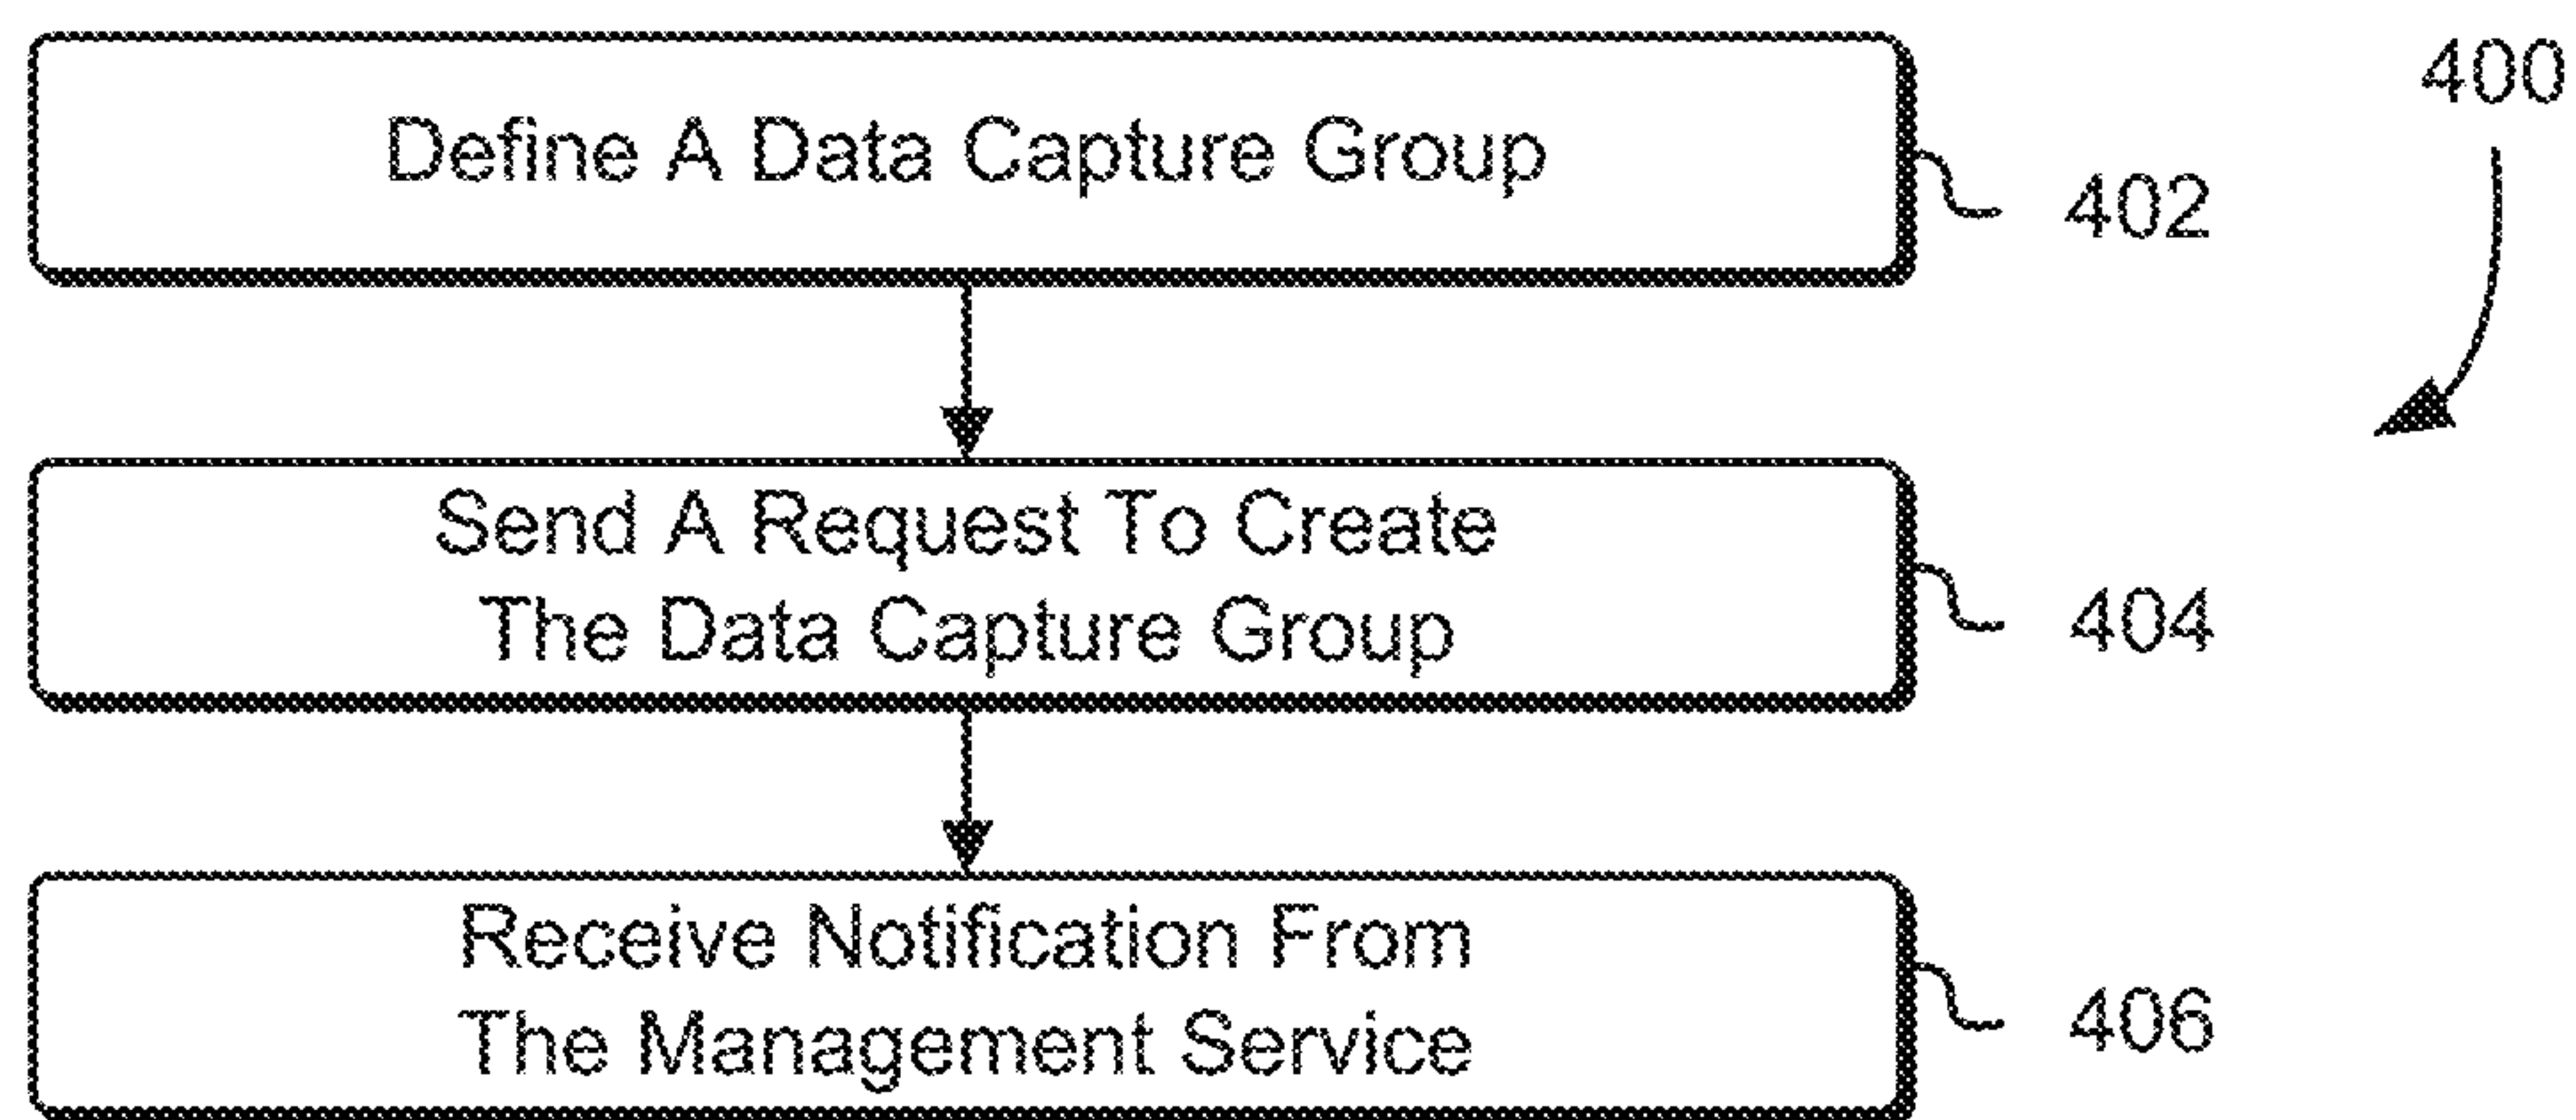 Define A Data Capture Group
400
402
Send A Request To Create
The Data Capture Group
404
Receive Notification From
The Management Service
406